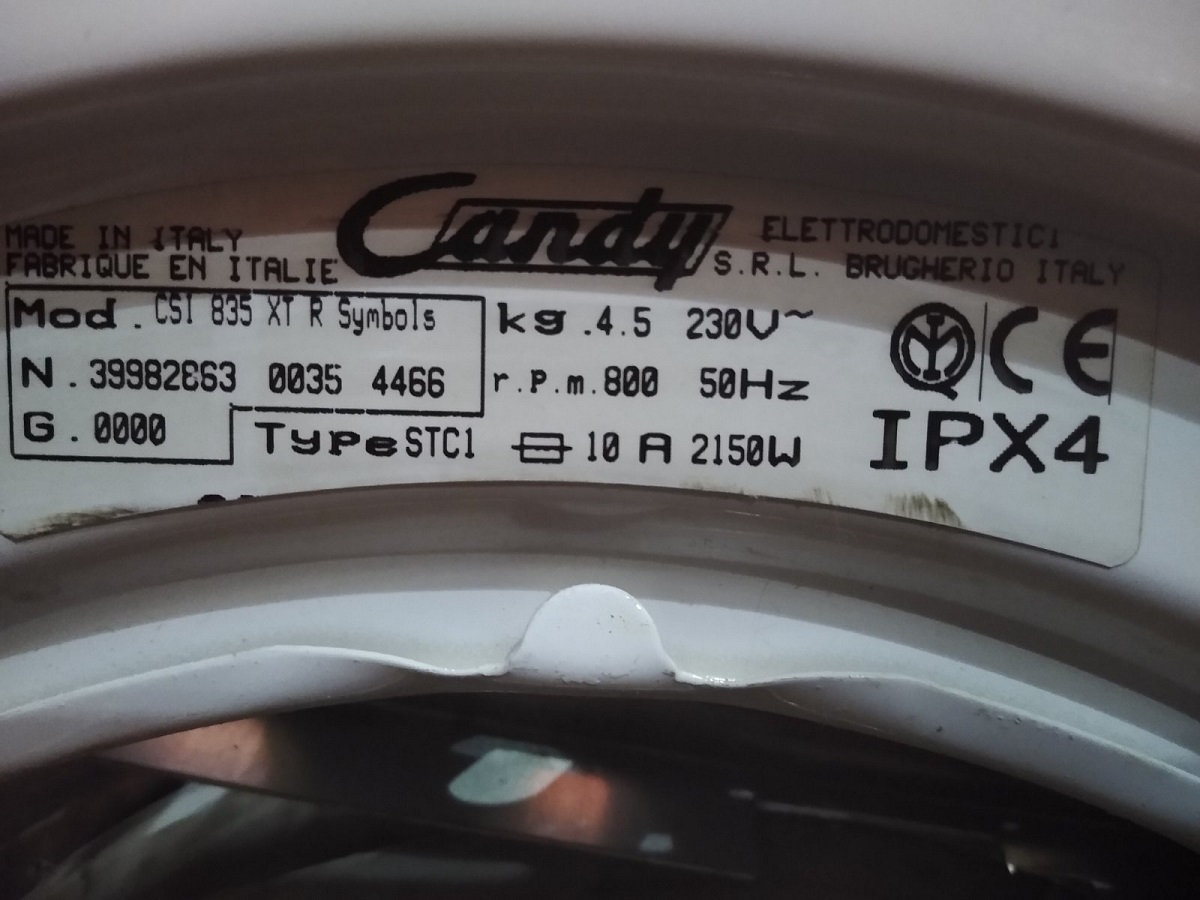 Candy
MADE IN ITALY
FABRIQUE EN ITALIE
ELETTRODOMESTICI
S.R.L. BRUGHERIO ITALY
Mod. CSI 835 XT R Symbols
N. 39982863 0035 4466
G. 0000
Type STC1
kg.4.5 230V~
r.p.m.800 50Hz
10 A 2150W
CE
IPX4